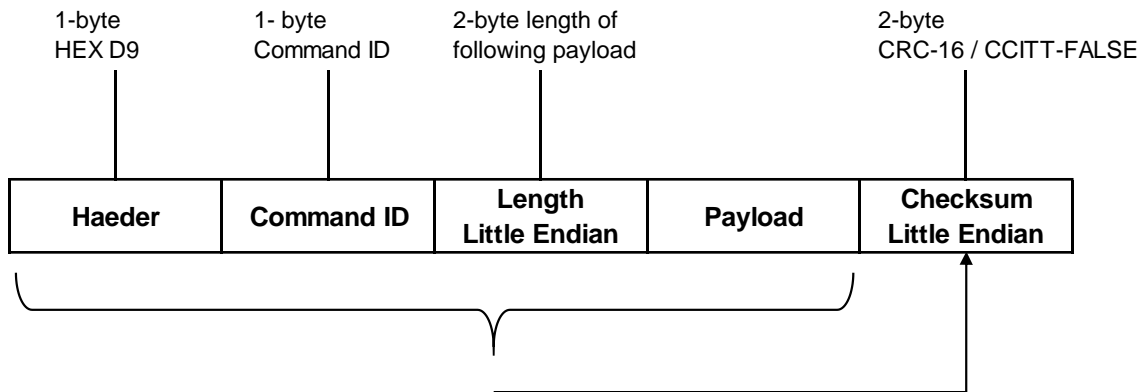 1-byte
HEX D9
1- byte
Command ID
2-byte length of
following payload
2-byte
CRC-16 / CCITT-FALSE
Haeder
Command ID
Length
Little Endian
Payload
Checksum
Little Endian